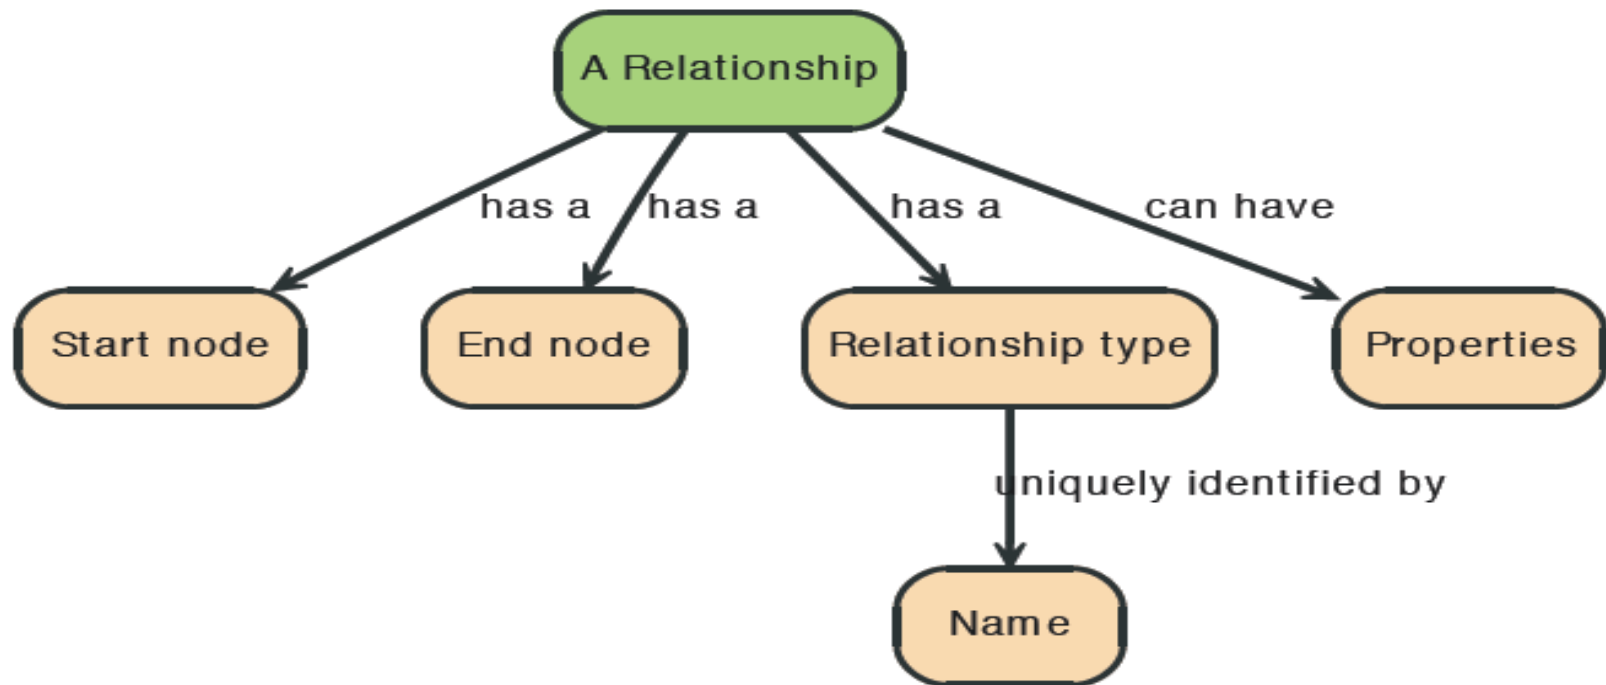 A Relationship
has a
has a
has a
can have
Start node
End node
Relationship type
Properties
uniquely identified by
Name